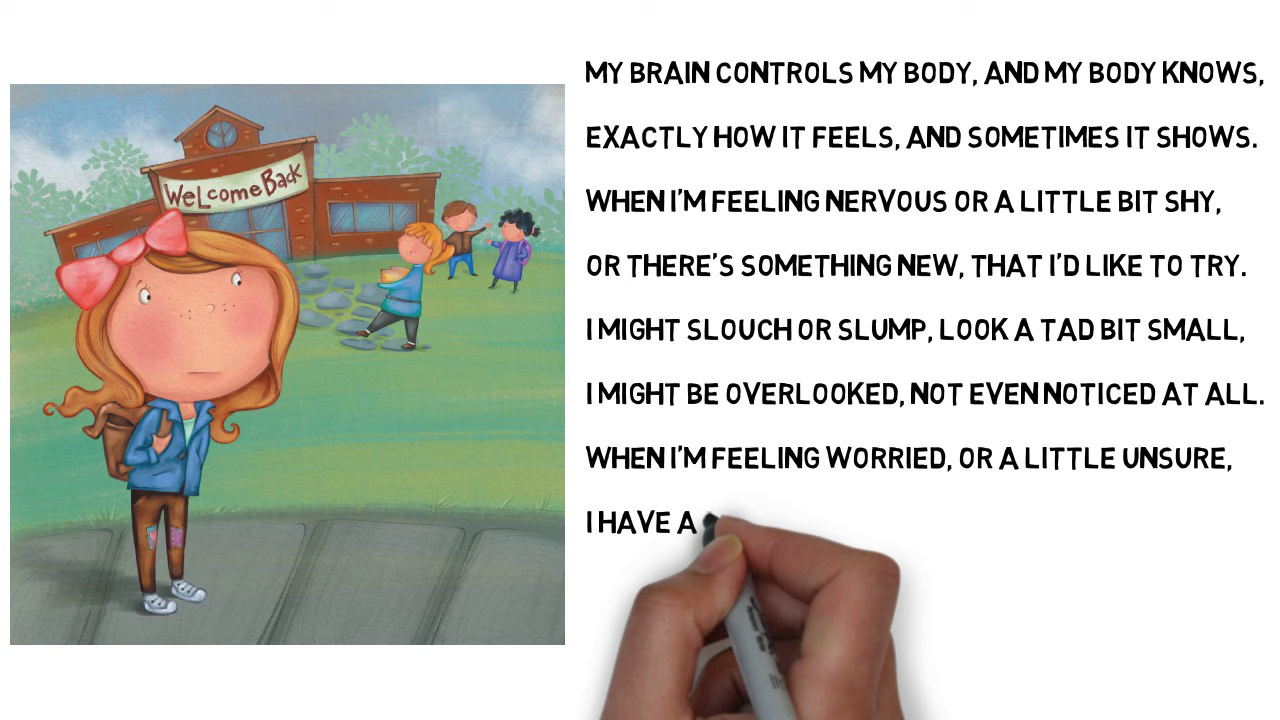 Welcome Back
MY BRAIN CONTROLS MY BODY, AND MY BODY KNOWS,
EXACTLY HOW IT FEELS, AND SOMETIMES IT SHOWS.
WHEN I'M FEELING NERVOUS OR A LITTLE BIT SHY,
OR THERE'S SOMETHING NEW, THAT I'D LIKE TO TRY.
I MIGHT SLOUCH OR SLUMP, LOOK A TAD BIT SMALL,
I MIGHT BE OVERLOOKED, NOT EVEN NOTICED AT ALL.
WHEN I'M FEELING WORRIED, OR A LITTLE UNSURE,
I HAVE A